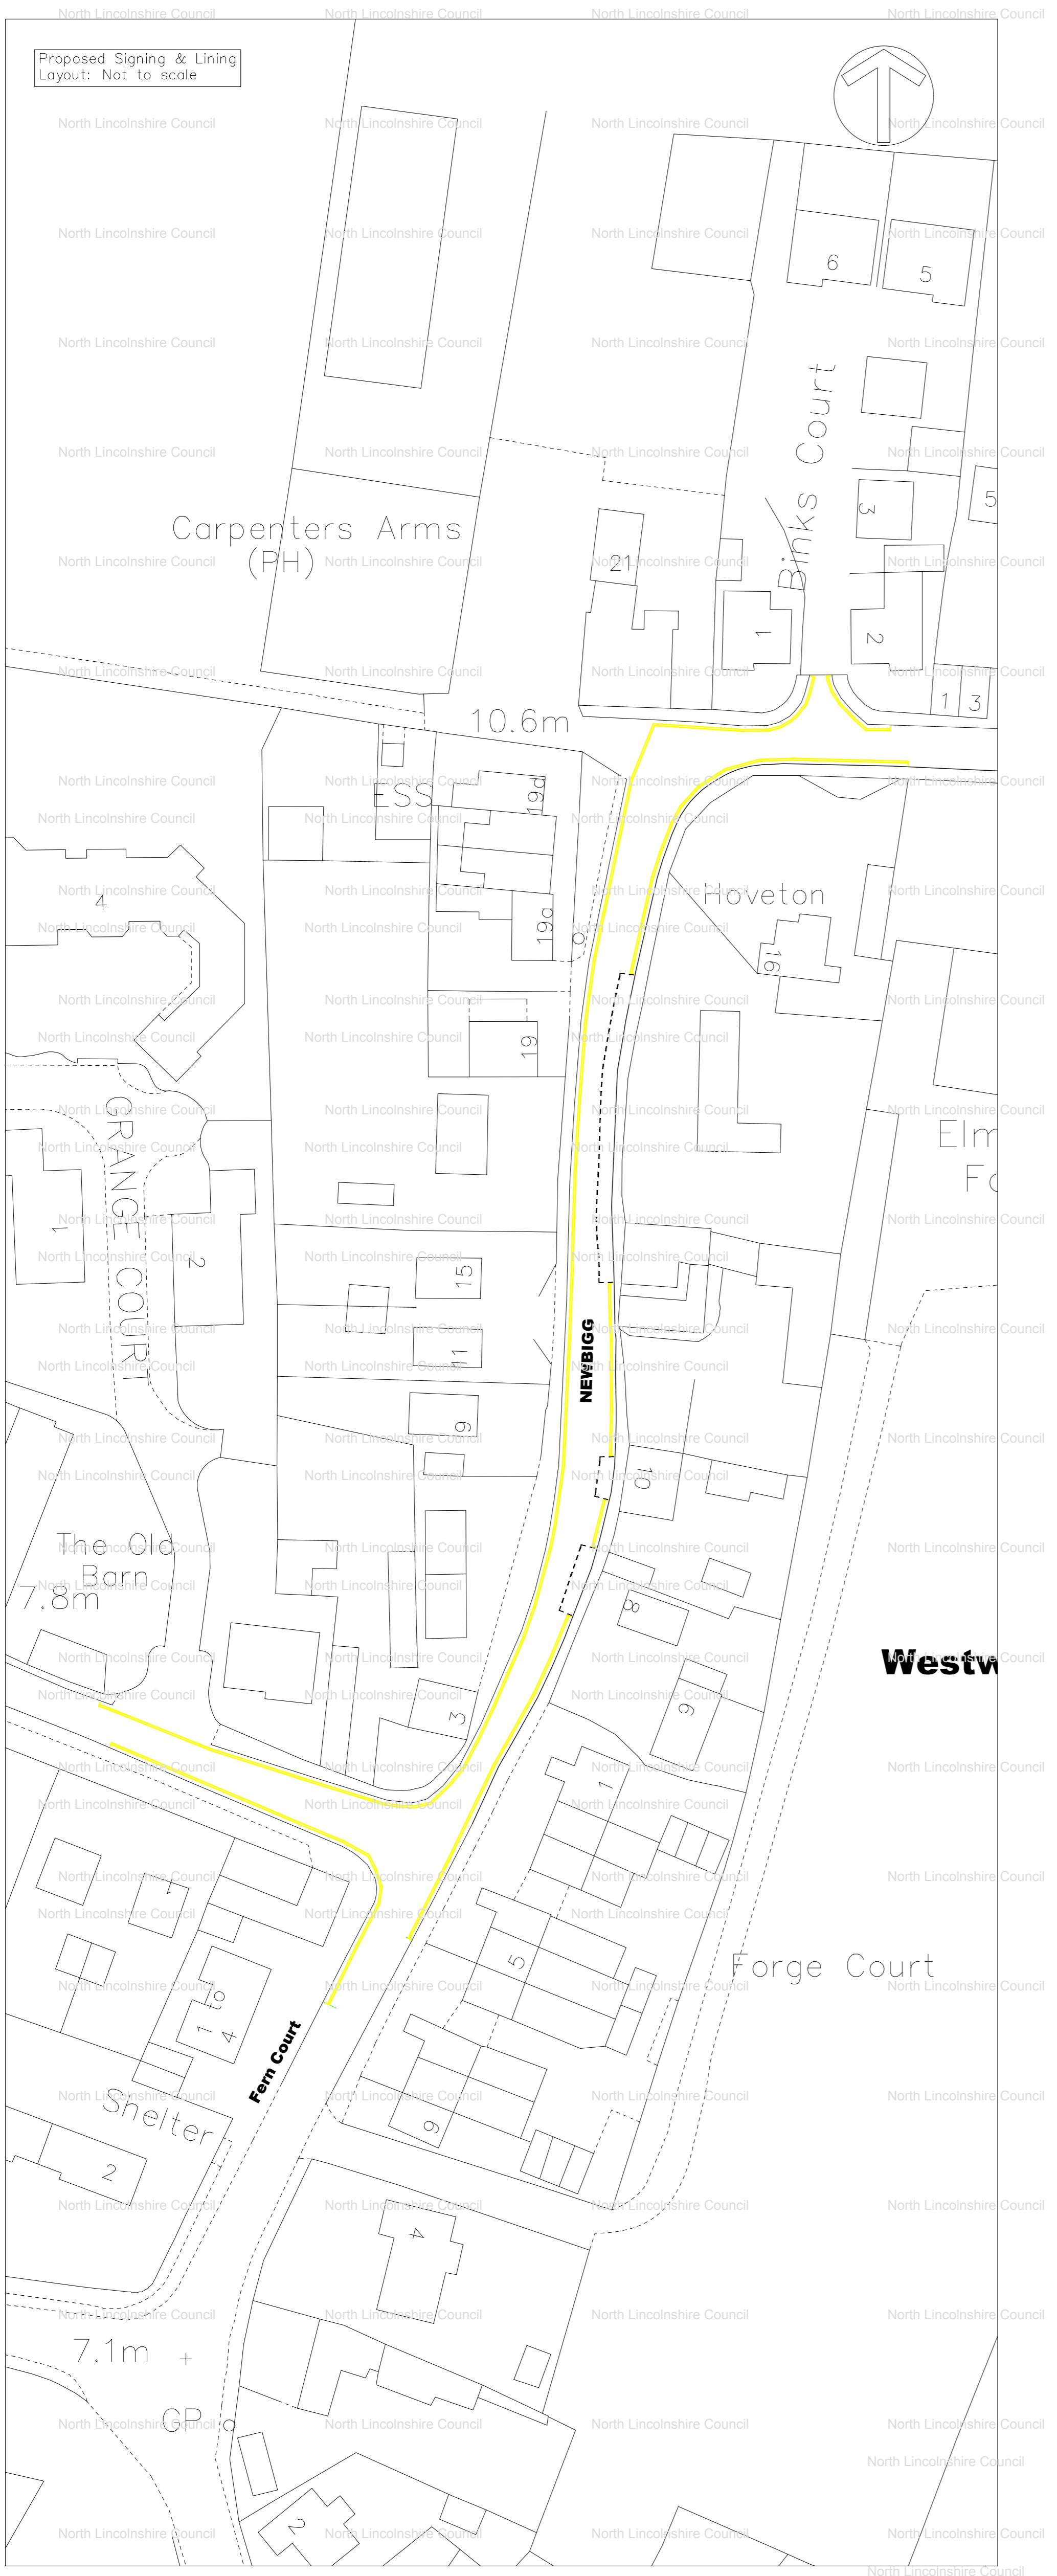 Proposed Signing & Lining
Layout: Not to scale
North Lincolnshire Council
6
5
Binks Court
3
5
Carpenters Arms
(PH)
21
1
2
1
3
10.6m
ESS
19d
19a
4
Hoveton
16
19
GRANGE COURT
1
2
Elm
Fo
15
11
9
NEWBIGG
10
The Old
Barn
7.8m
8
Westw
6
3
1
1
5
Forge Court
1 to
4
Fern Court
Shelter
9
2
4
7.1m
GP
2